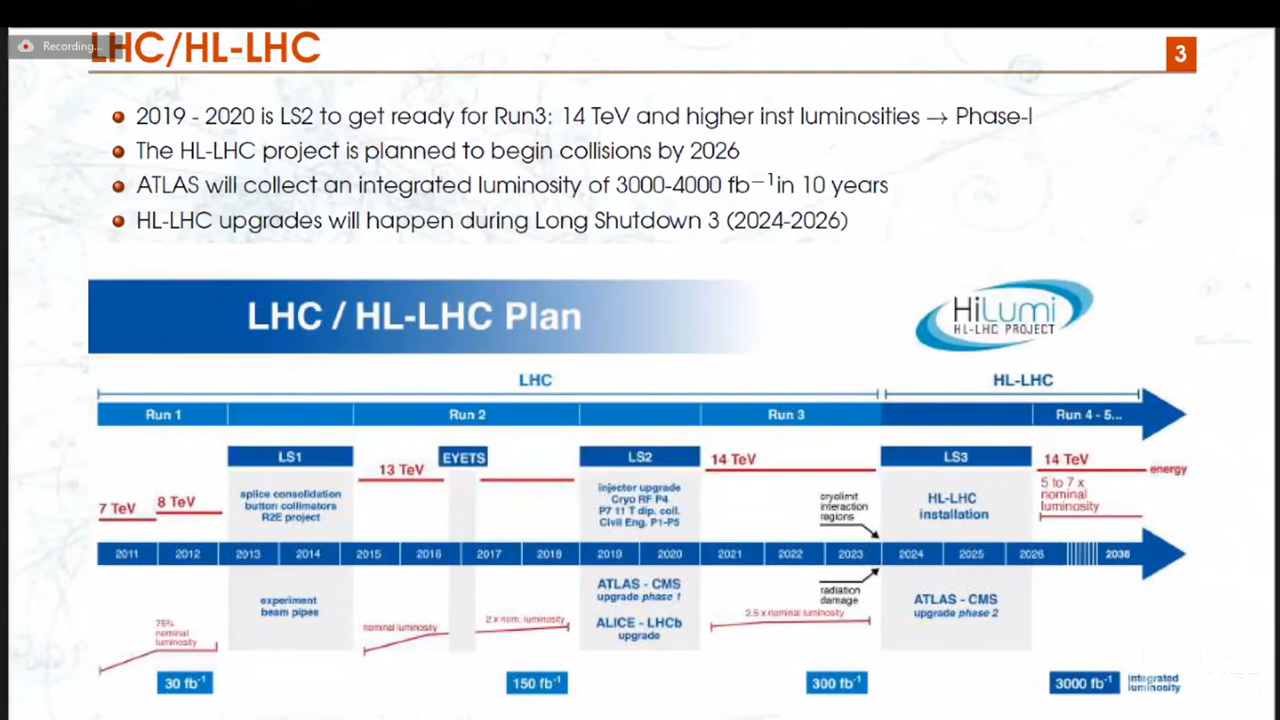 Recording...
LHC/HL-LHC
3
2019 - 2020 is LS2 to get ready for Run3: 14 TeV and higher inst luminosities → Phase-I
The HL-LHC project is planned to begin collisions by 2026
ATLAS will collect an integrated luminosity of 3000-4000 fb⁻¹in 10 years
HL-LHC upgrades will happen during Long Shutdown 3 (2024-2026)
LHC / HL-LHC Plan
HiLumi
HL-LHC PROJECT
LHC
HL-LHC
Run 1
Run 2
Run 3
Run 4 - 5...
LS1
EYETS
LS2
LS3
7 TeV
8 TeV
13 TeV
14 TeV
14 TeV
energy
splice consolidation
button collimators
R2E project
injector upgrade
Cryo RF P4
P7 11 T dip. coll.
Civil Eng. P1-P5
cryolimit
interaction
regions
HL-LHC
installation
5 to 7 x
nominal
luminosity
2011 2012 2013 2014 2015 2016 2017 2018 2019 2020 2021 2022 2023 2024 2025 2026 2036
experiment
beam pipes
ATLAS - CMS
upgrade phase 1
ALICE - LHCb
upgrade
radiation
damage
ATLAS - CMS
upgrade phase 2
75%
nominal
luminosity
nominal luminosity
2 x nom. luminosity
2.5 x nominal luminosity
30 fb⁻¹
150 fb⁻¹
300 fb⁻¹
3000 fb⁻¹
integrated
luminosity